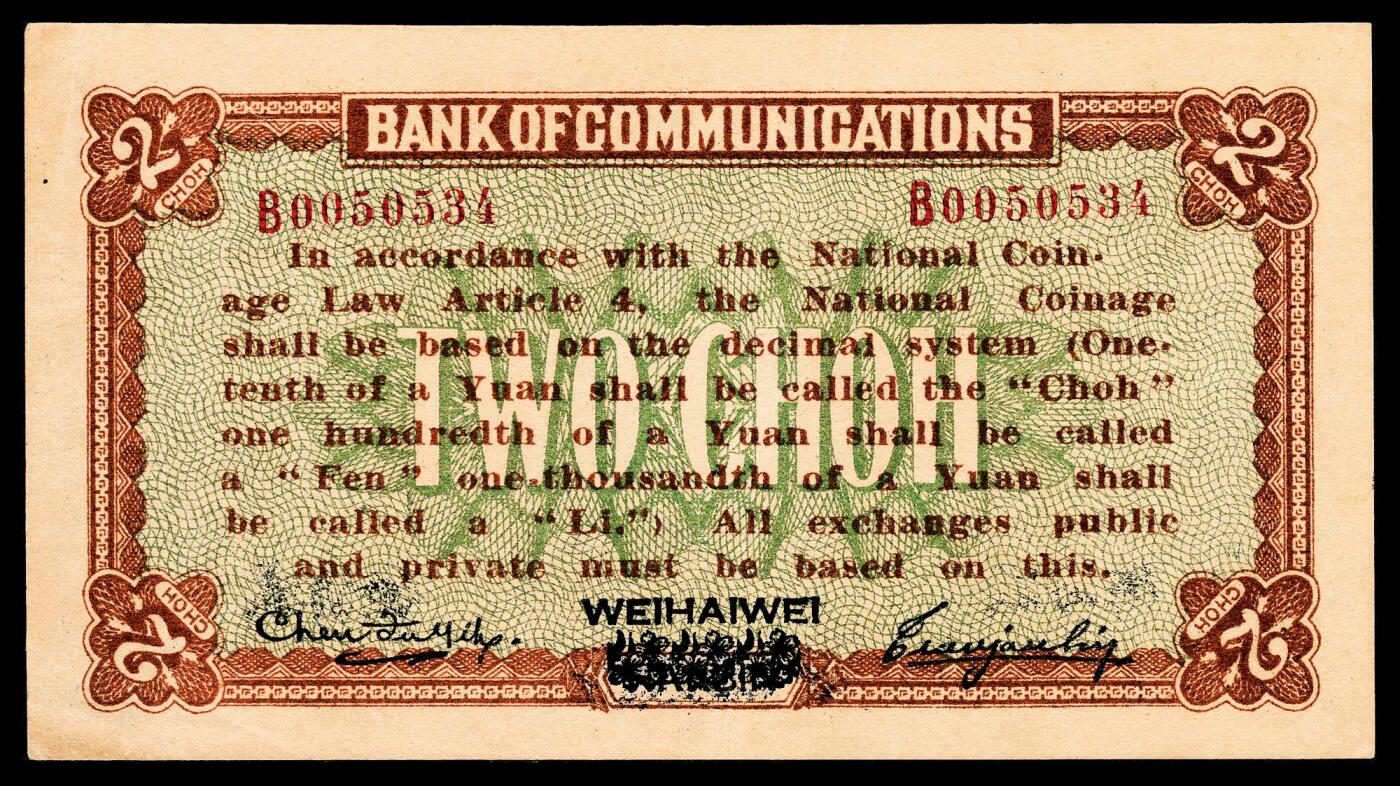 BANK OF COMMUNICATIONS
2 CHOH
2 CHOH
B0050534
B0050534
In accordance with the National Coin-
age Law Article 4, the National Coinage
shall be based on the decimal system (One-
tenth of a Yuan shall be called the “Choh”
one hundredth of a Yuan shall be called
a “Fen” one-thousandth of a Yuan shall
be called a “Li.”) All exchanges public
and private must be based on this.
TWO CHOH
WEIHAIWEI
2 CHOH
2 CHOH